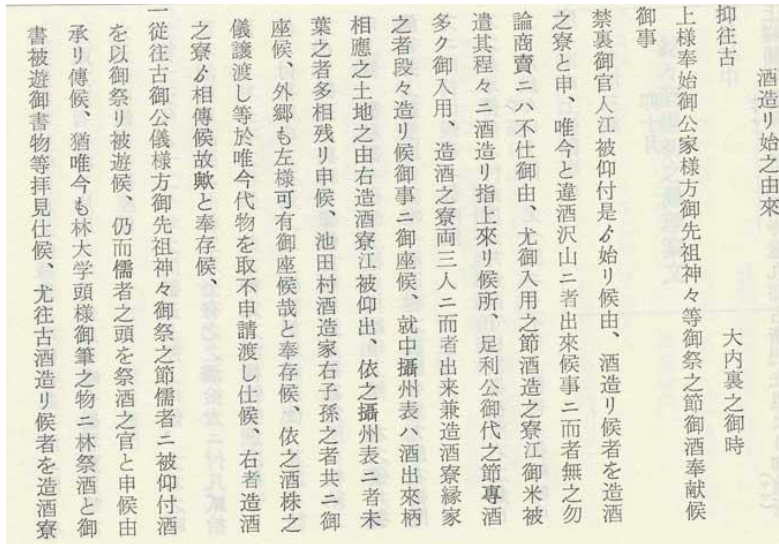 酒造リ始之由來
抑往古　　　　　大内裏之御時
上様奉始御公家様方御先祖神々等御祭之節御酒奉献候
御事
禁裏御官人江被仰付是ゟ始リ候由、酒造リ候者を造酒
之寮と申、唯今と違酒沢山ニ者出來候事ニ而者無之勿
論商賣ニハ不仕御由、尤御入用之節酒造之寮江御米被
遣其程々ニ酒造リ指上來リ候所、足利公御代之節専酒
多ク御入用、造酒之寮両三人ニ而者出来兼造酒寮縁家
之者段々造リ候御事ニ御座候、就中攝州表ハ酒出來柄
相應之土地之由右造酒寮江被仰出、依之攝州表ニ者未
葉之者多相残リ申候、池田村酒造家右子孫之者共ニ御
座候、外郷も左様可有御座候哉と奉存候、依之酒株之
儀譲渡し等於唯今代物を取不申請渡し仕候、右者造酒
之寮ゟ相傳候故歟と奉存候、
一従往古御公儀様方御先祖神々御祭之節儒者ニ被仰付酒
を以御祭リ被遊候、仍而儒者之頭を祭酒之官と申候由
承リ傳候、猶唯今も林大学頭様御筆之物ニ林祭酒と御
書被遊御書物等拝見仕候、尤往古酒造リ候者を造酒寮